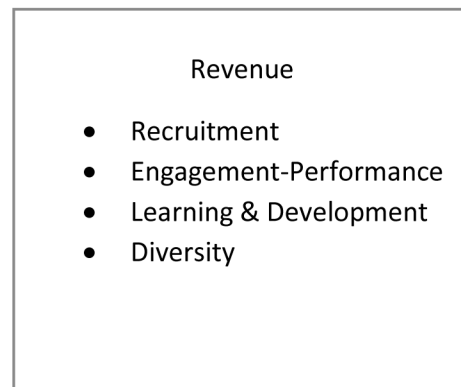 Revenue
• Recruitment
• Engagement-Performance
• Learning & Development
• Diversity